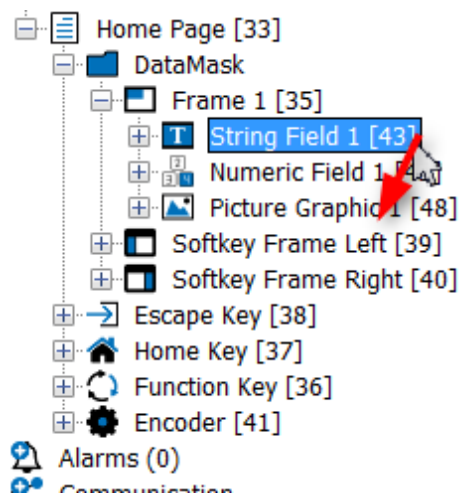 Home Page [33]
DataMask
Frame 1 [35]
String Field 1 [43]
Numeric Field 1
Picture Graphic 1 [48]
Softkey Frame Left [39]
Softkey Frame Right [40]
Escape Key [38]
Home Key [37]
Function Key [36]
Encoder [41]
Alarms (0)
Communication